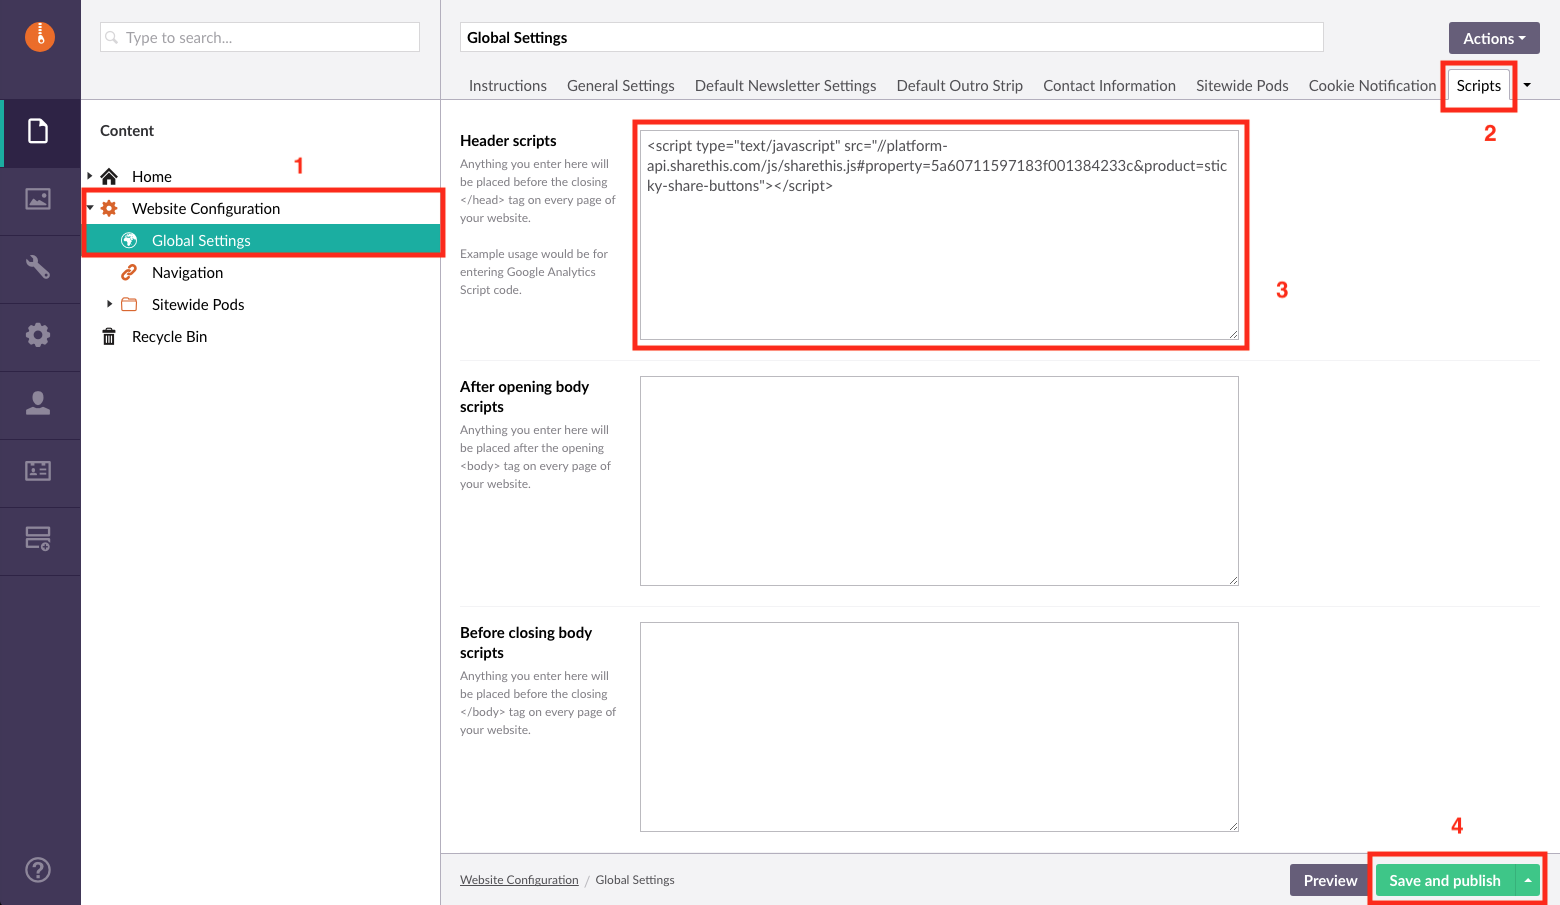 Type to search...
Content
1
Home
Website Configuration
Global Settings
Navigation
Sitewide Pods
Recycle Bin
Global Settings
Actions
Instructions
General Settings
Default Newsletter Settings
Default Outro Strip
Contact Information
Sitewide Pods
Cookie Notification
Scripts
2
Header scripts
Anything you enter here will
be placed before the closing
</head> tag on every page of
your website.
Example usage would be for
entering Google Analytics
Script code.
<script type="text/javascript" src="//platform-
api.sharethis.com/js/sharethis.js#property=5a60711597183f001384233c&product=stic
ky-share-buttons"></script>
3
After opening body
scripts
Anything you enter here will
be placed after the opening
<body> tag on every page of
your website.
Before closing body
scripts
Anything you enter here will
be placed before the closing
</body> tag on every page of
your website.
4
Website Configuration / Global Settings
Preview
Save and publish